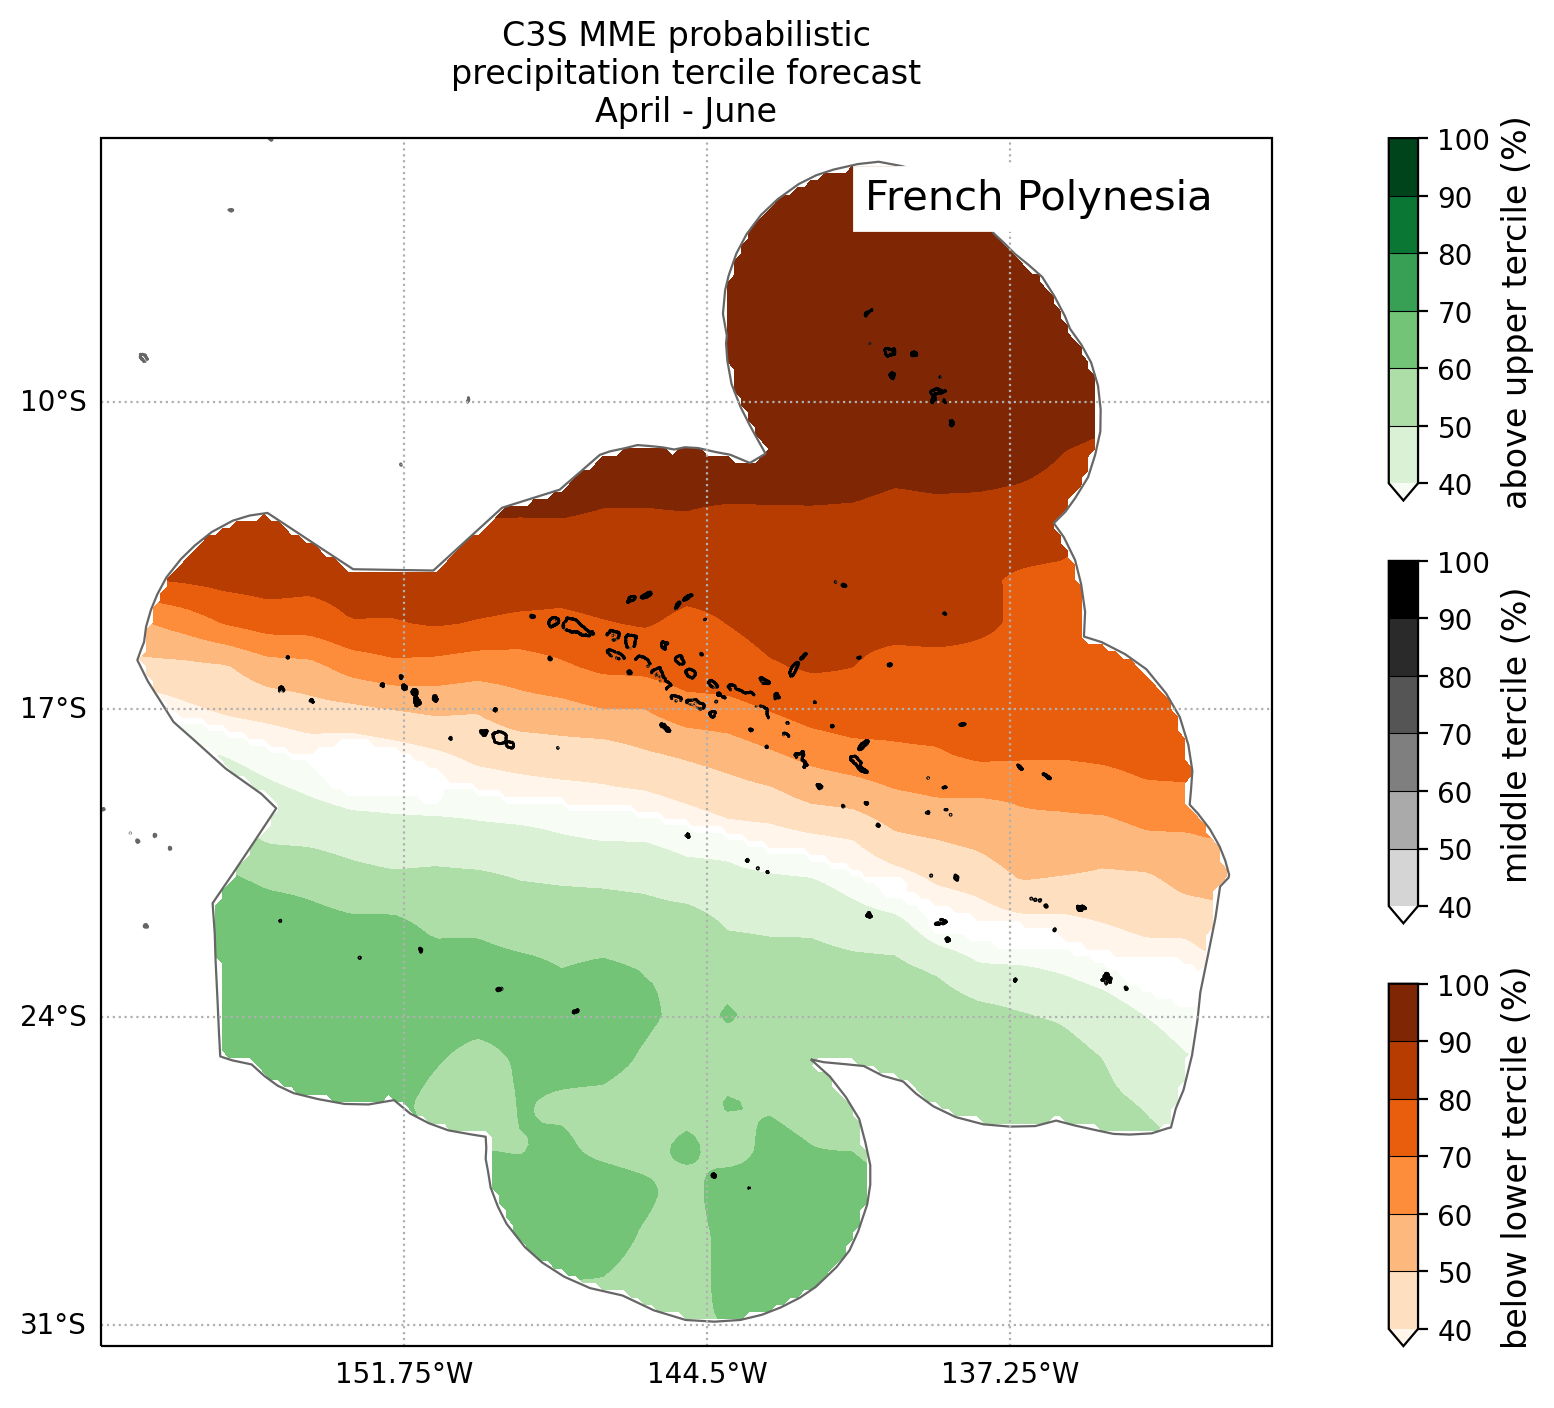 C3S MME probabilistic
precipitation tercile forecast
April - June
French Polynesia
10°S
17°S
24°S
31°S
151.75°W
144.5°W
137.25°W
100
90
80
70
60
50
40
above upper tercile (%)
100
90
80
70
60
50
40
middle tercile (%)
100
90
80
70
60
50
40
below lower tercile (%)